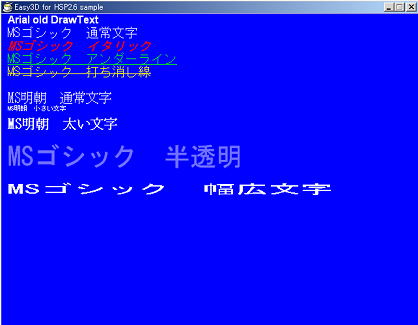 Easy3D for HSP2.6 sample
Arial old DrawText
MSゴシック　通常文字
MSゴシック　イタリック
MSゴシック　アンダーライン
MSゴシック　打ち消し線
MS明朝　通常文字
MS明朝　小さい文字
MS明朝　太い文字
MSゴシック　半透明
MSゴシック　幅広文字